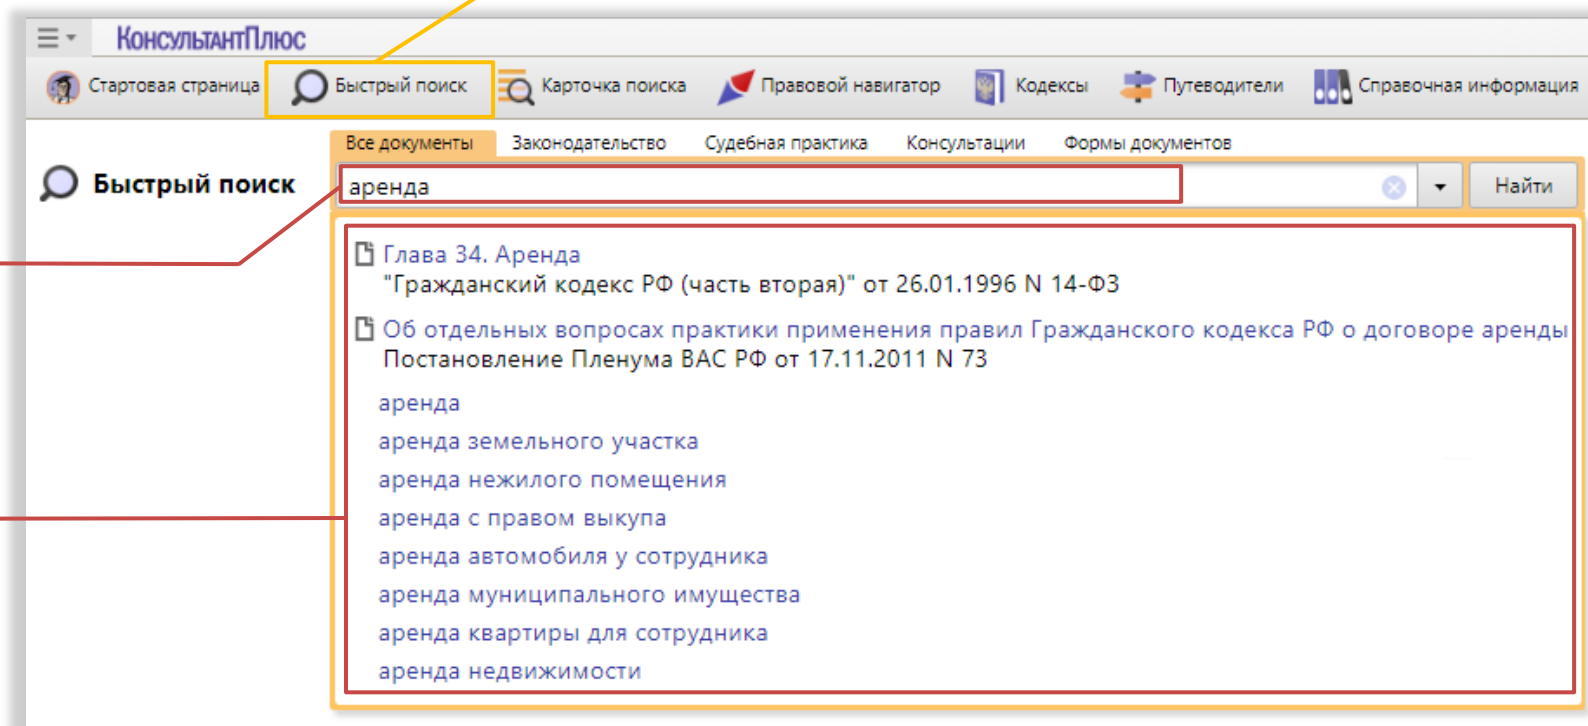 КонсультантПлюс
Стартовая страница Быстрый поиск Карточка поиска Правовой навигатор Кодексы Путеводители Справочная информация
Все документы Законодательство Судебная практика Консультации Формы документов
Быстрый поиск аренда Найти
Глава 34. Аренда
"Гражданский кодекс РФ (часть вторая)" от 26.01.1996 N 14-ФЗ
Об отдельных вопросах практики применения правил Гражданского кодекса РФ о договоре аренды
Постановление Пленума ВАС РФ от 17.11.2011 N 73
аренда
аренда земельного участка
аренда нежилого помещения
аренда с правом выкупа
аренда автомобиля у сотрудника
аренда муниципального имущества
аренда квартиры для сотрудника
аренда недвижимости